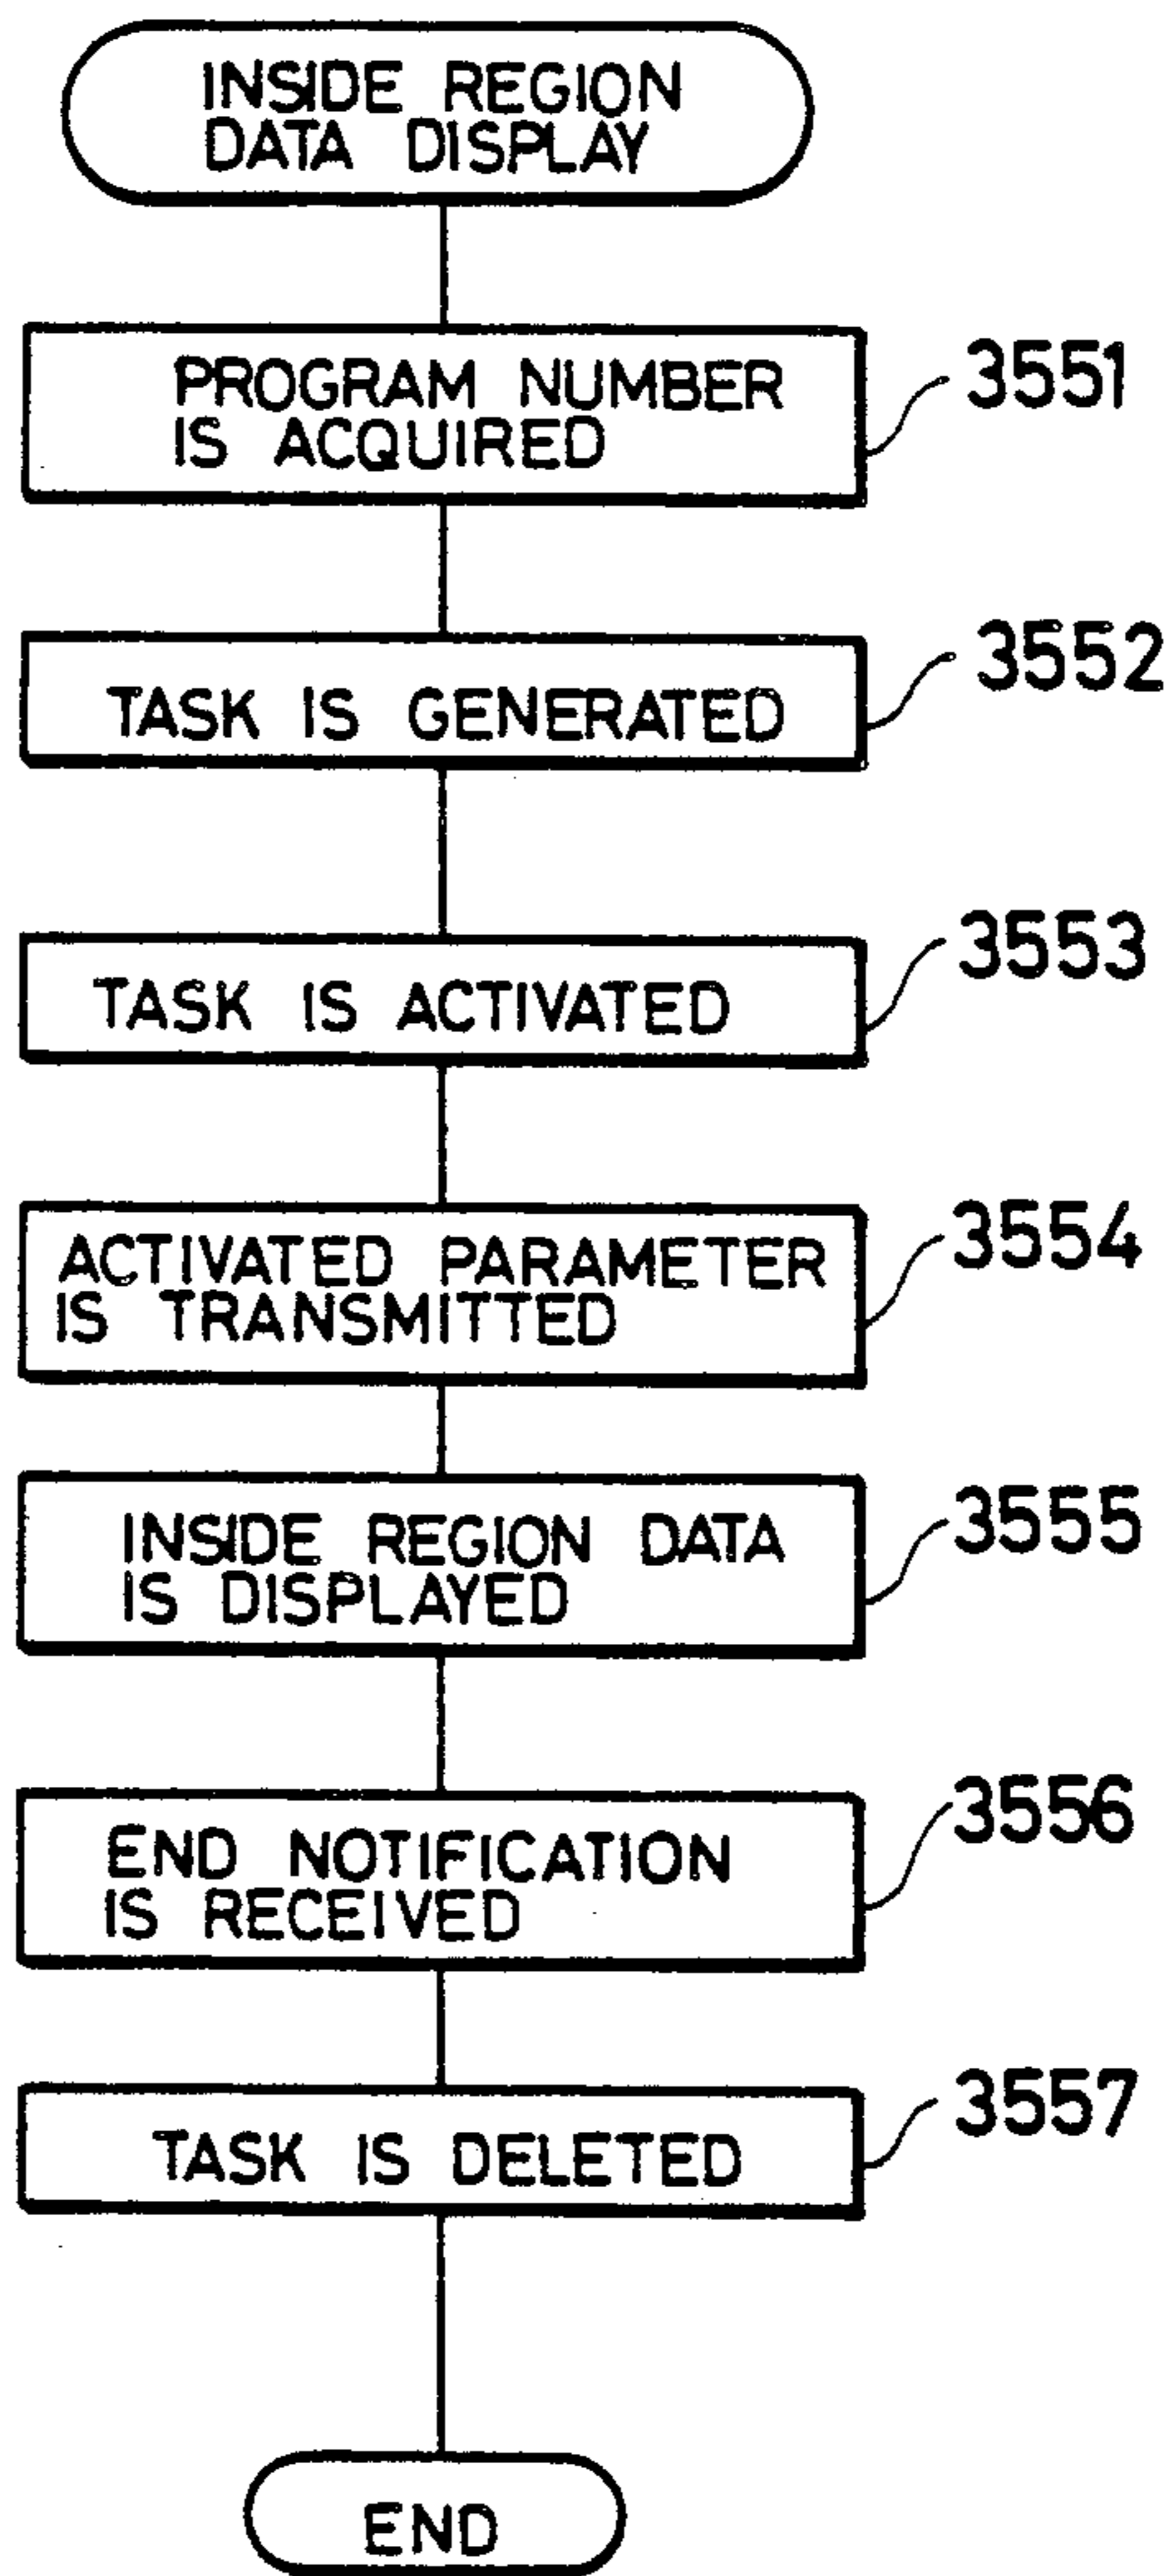 INSIDE REGION
DATA DISPLAY
PROGRAM NUMBER
IS ACQUIRED
3551
TASK IS GENERATED
3552
TASK IS ACTIVATED
3553
ACTIVATED PARAMETER
IS TRANSMITTED
3554
INSIDE REGION DATA
IS DISPLAYED
3555
END NOTIFICATION
IS RECEIVED
3556
TASK IS DELETED
3557
END